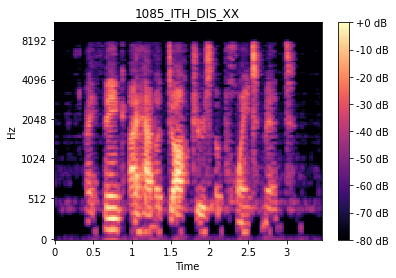 1085_ITH_DIS_XX
+0 dB
8192
-10 dB
4096
-20 dB
-30 dB
2048
Hz
-40 dB
1024
-50 dB
512
-60 dB
-70 dB
0
-80 dB
0 0.5 1 1.5 2 2.5 3
Time